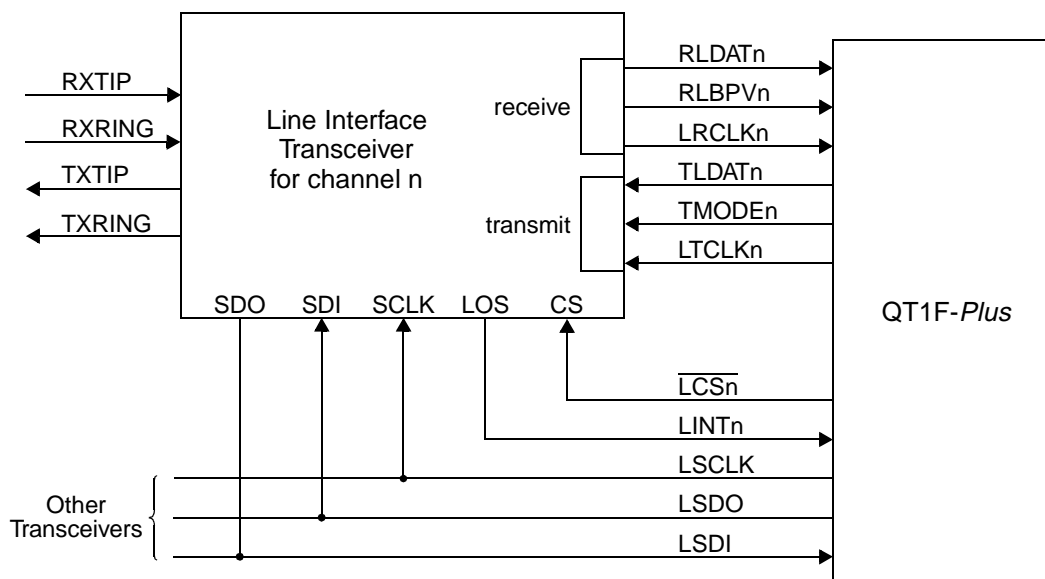 RXTIP
RXRING
TXTIP
TXRING
Line Interface
Transceiver
for channel n
receive
transmit
SDO SDI SCLK LOS CS
RLDATn
RLBPVn
LRCLKn
TLDATn
TMODEn
LTCLKn
QT1F-Plus
L̅C̅S̅n̅
LINTn
LSCLK
LSDO
LSDI
Other
Transceivers